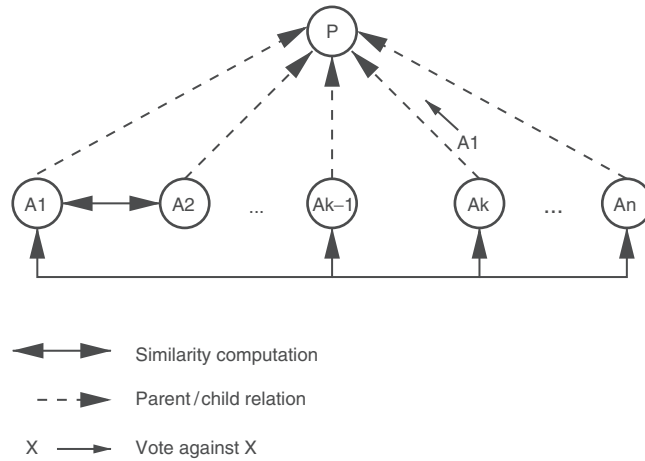 P
A1
A1 A2 ... Ak–1 Ak ... An
Similarity computation
Parent/child relation
X Vote against X